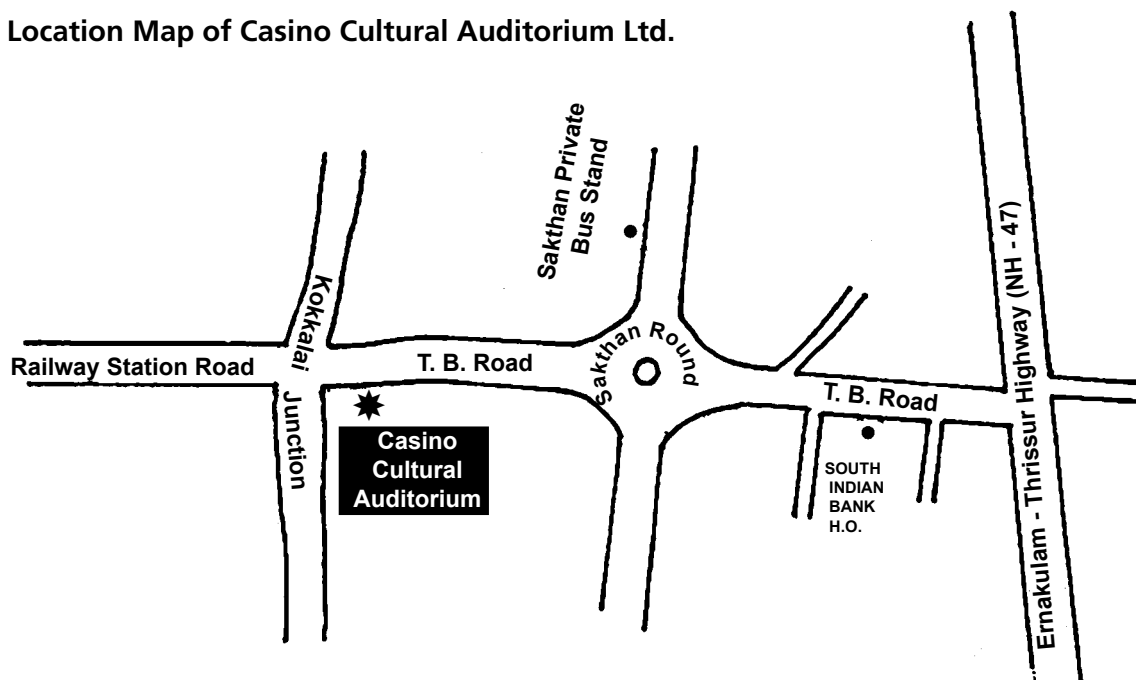 Location Map of Casino Cultural Auditorium Ltd.
Sakthan Private
Bus Stand
Kokkalai
Junction
Railway Station Road
T. B. Road
Sakthan Round
T. B. Road
Casino
Cultural
Auditorium
SOUTH
INDIAN
BANK
H.O.
Ernakulam - Thrissur Highway (NH - 47)